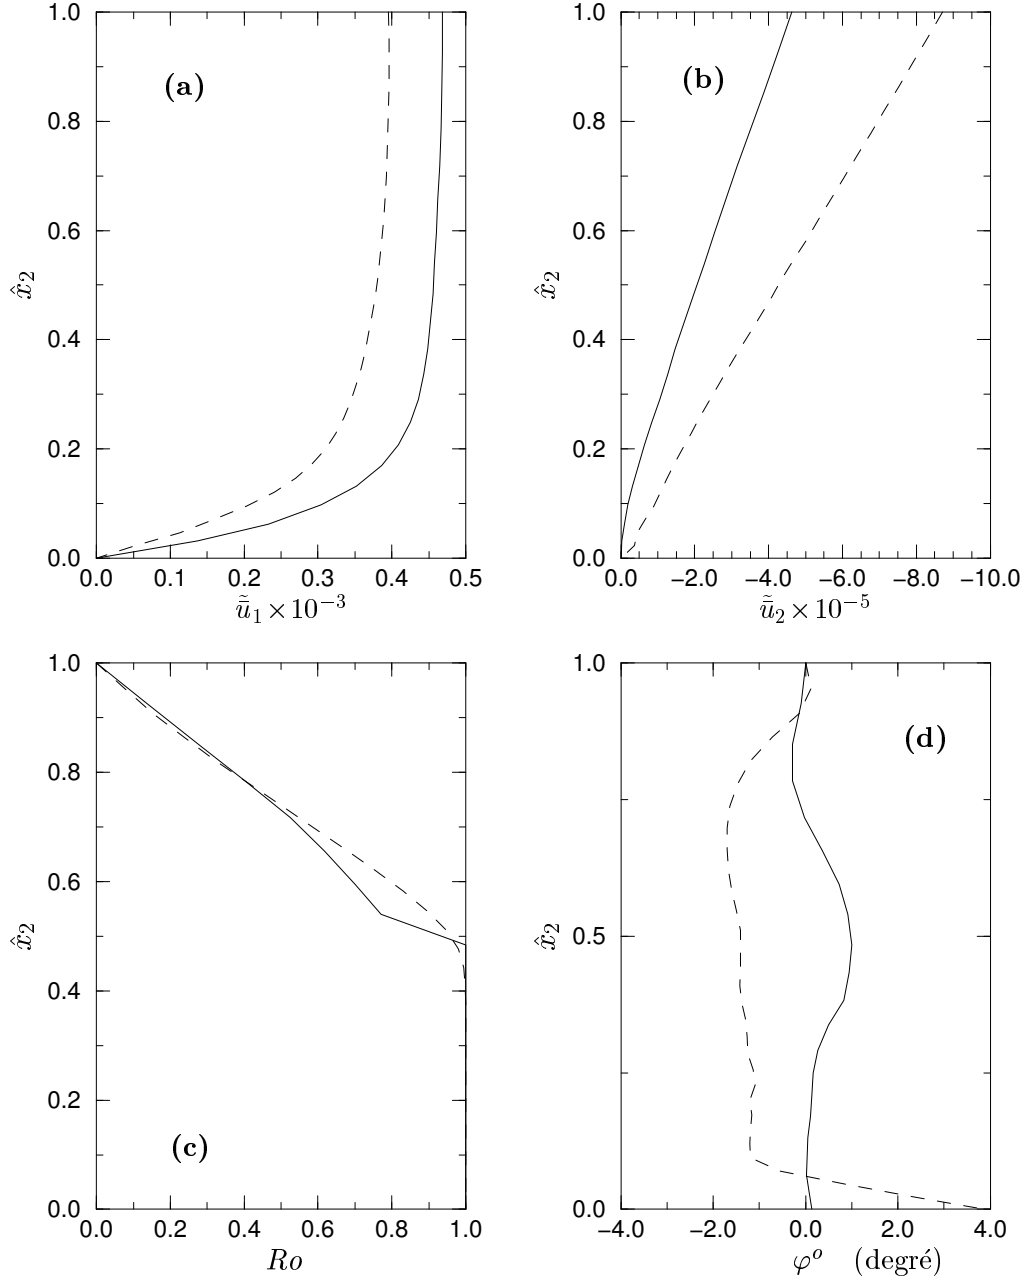 1.0
(a)
0.8
0.6
x̂₂
0.4
0.2
0.0
0.0 0.1 0.2 0.3 0.4 0.5
ũ̄₁ × 10⁻³
1.0
(b)
0.8
0.6
x̂₂
0.4
0.2
0.0
0.0 −2.0 −4.0 −6.0 −8.0 −10.0
ũ̄₂ × 10⁻⁵
1.0
0.8
0.6
x̂₂
0.4
0.2
(c)
0.0
0.0 0.2 0.4 0.6 0.8 1.0
Ro
1.0
(d)
0.5
x̂₂
0.0
−4.0 −2.0 0.0 2.0 4.0
φᵒ (degré)